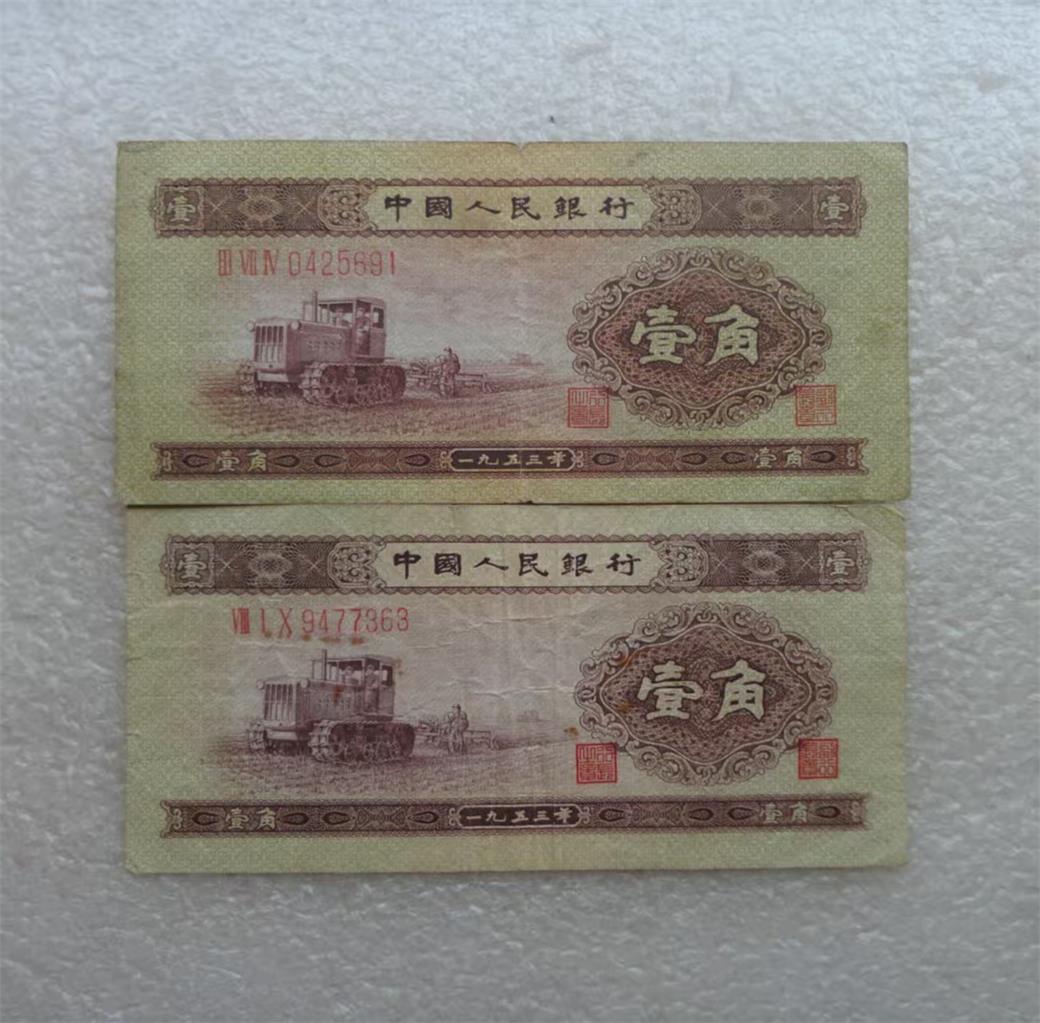 壹 中國人民銀行 壹
Ⅲ Ⅶ Ⅳ 0425691
壹角
壹角 一九五三年 壹角
壹 中國人民銀行 壹
Ⅷ Ⅰ Ⅹ 9477363
壹角
壹角 一九五三年 壹角